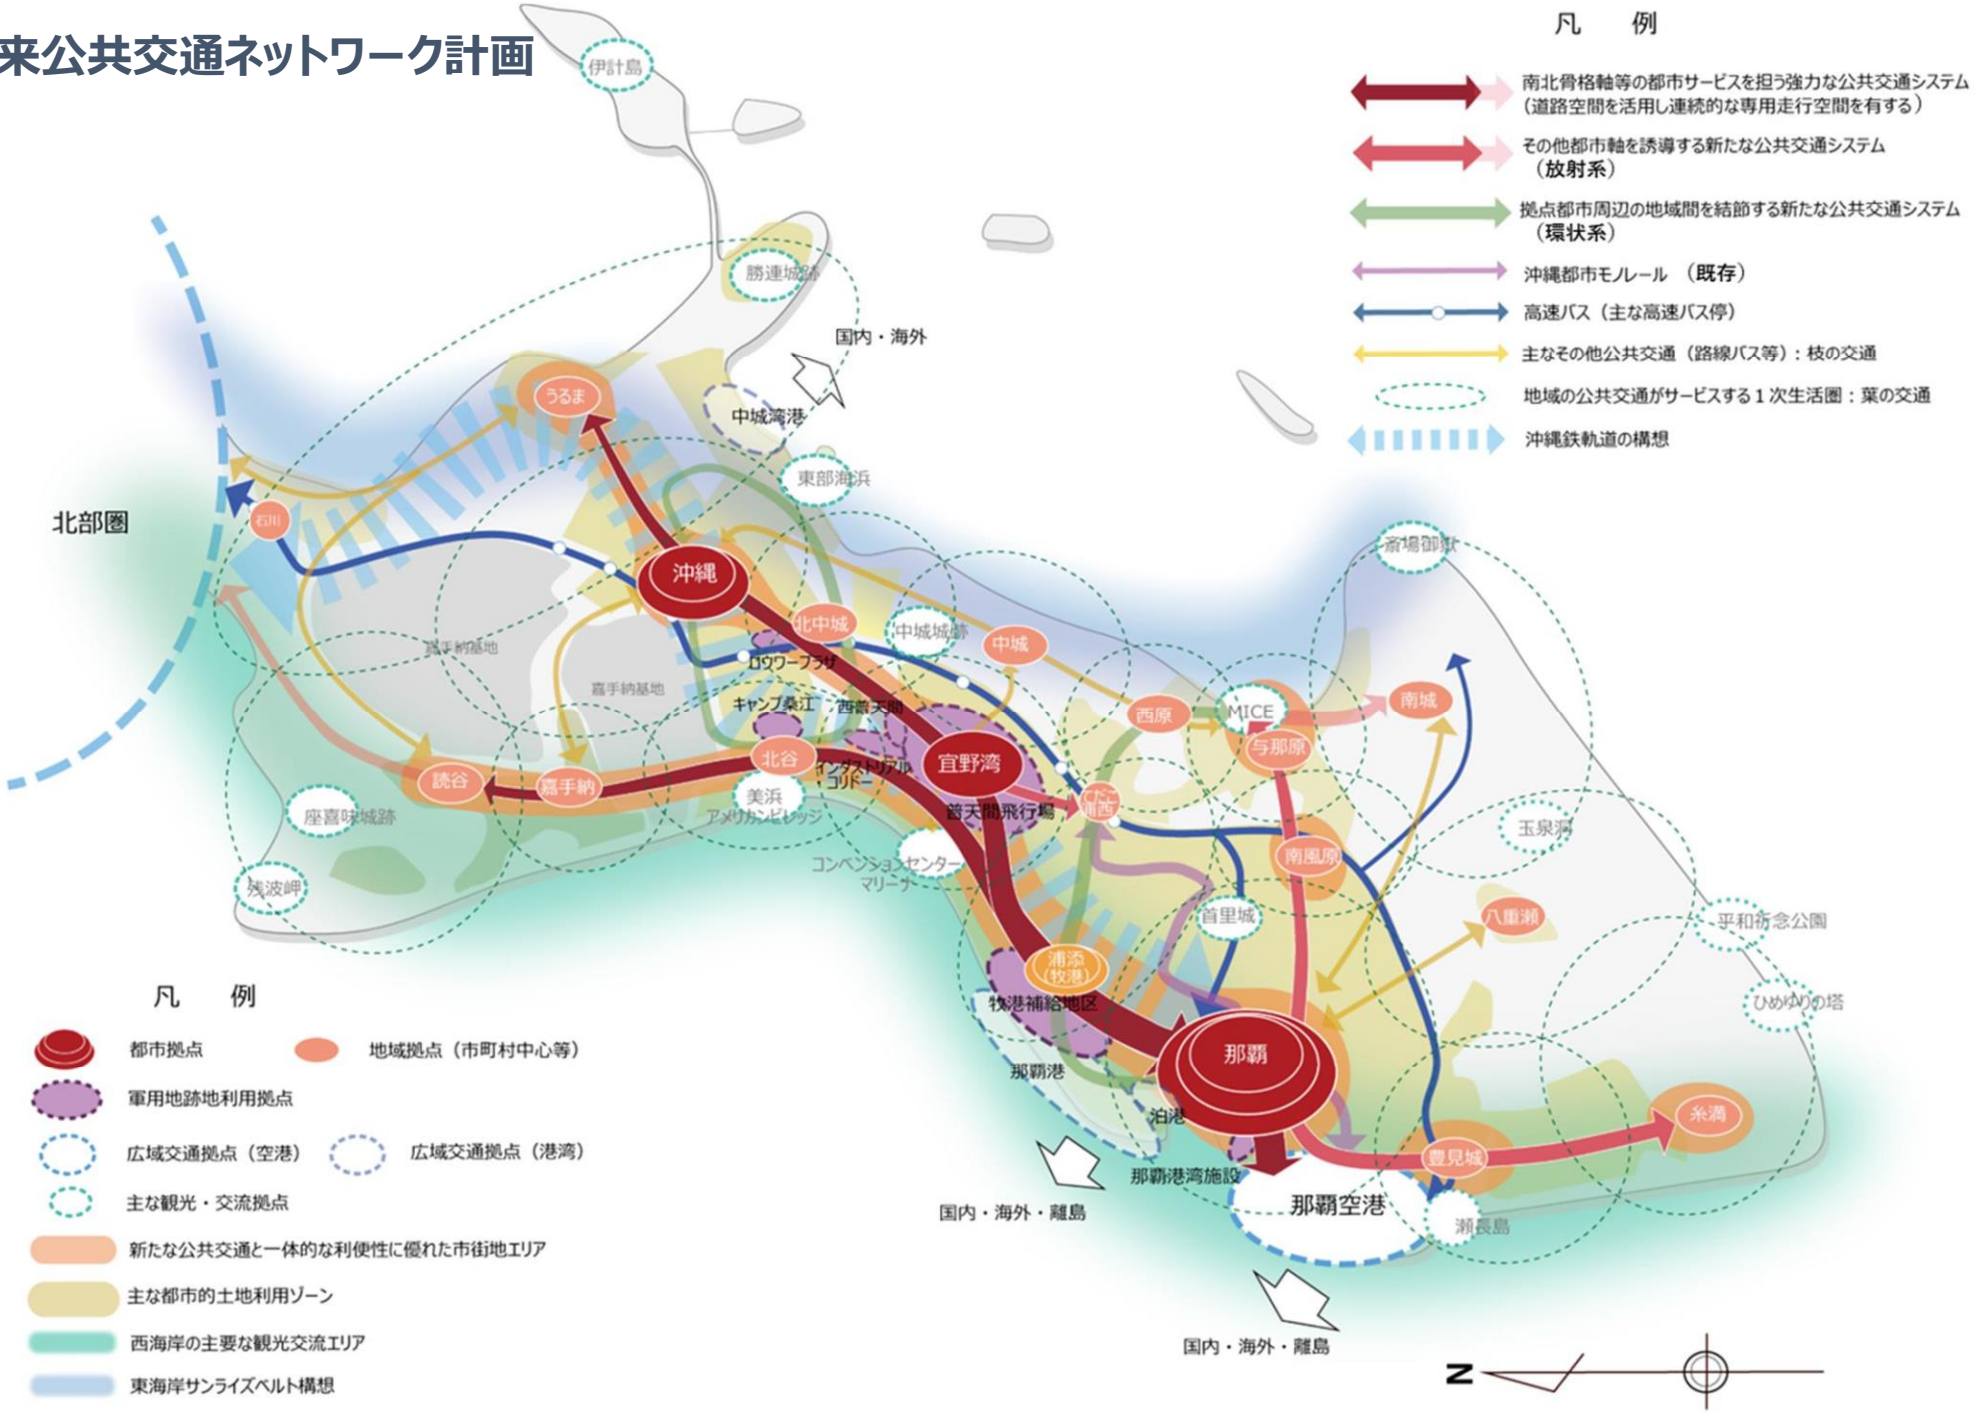 来公共交通ネットワーク計画
凡 例
南北骨格軸等の都市サービスを担う強力な公共交通システム
(道路空間を活用し連続的な専用走行空間を有する)
その他都市軸を誘導する新たな公共交通システム
(放射系)
拠点都市周辺の地域間を結節する新たな公共交通システム
(環状系)
沖縄都市モノレール (既存)
高速バス(主な高速バス停)
主なその他公共交通(路線バス等):枝の交通
地域の公共交通がサービスする1次生活圏:葉の交通
沖縄鉄軌道の構想
伊計島
勝連城跡
国内・海外
うるま
中城湾港
東部海浜
北部圏
石川
沖縄
斎場御嶽
嘉手納基地
嘉手納基地
北中城
中城城跡
中城
ロウワープラザ
キャンプ桑江
西普天間
西原
MICE
南城
与那原
読谷
嘉手納
北谷
インダストリアル
コリドー
宜野湾
普天間飛行場
てだこ
浦西
美浜
アメリカンビレッジ
座喜味城跡
残波岬
コンベンションセンター
マリーナ
南風原
玉泉洞
首里城
八重瀬
平和祈念公園
ひめゆりの塔
浦添
(牧港)
牧港補給地区
那覇
那覇港
泊港
那覇港湾施設
那覇空港
豊見城
糸満
瀬長島
国内・海外・離島
国内・海外・離島
凡 例
都市拠点
地域拠点(市町村中心等)
軍用地跡地利用拠点
広域交通拠点(空港)
広域交通拠点(港湾)
主な観光・交流拠点
新たな公共交通と一体的な利便性に優れた市街地エリア
主な都市的土地利用ゾーン
西海岸の主要な観光交流エリア
東海岸サンライズベルト構想
N